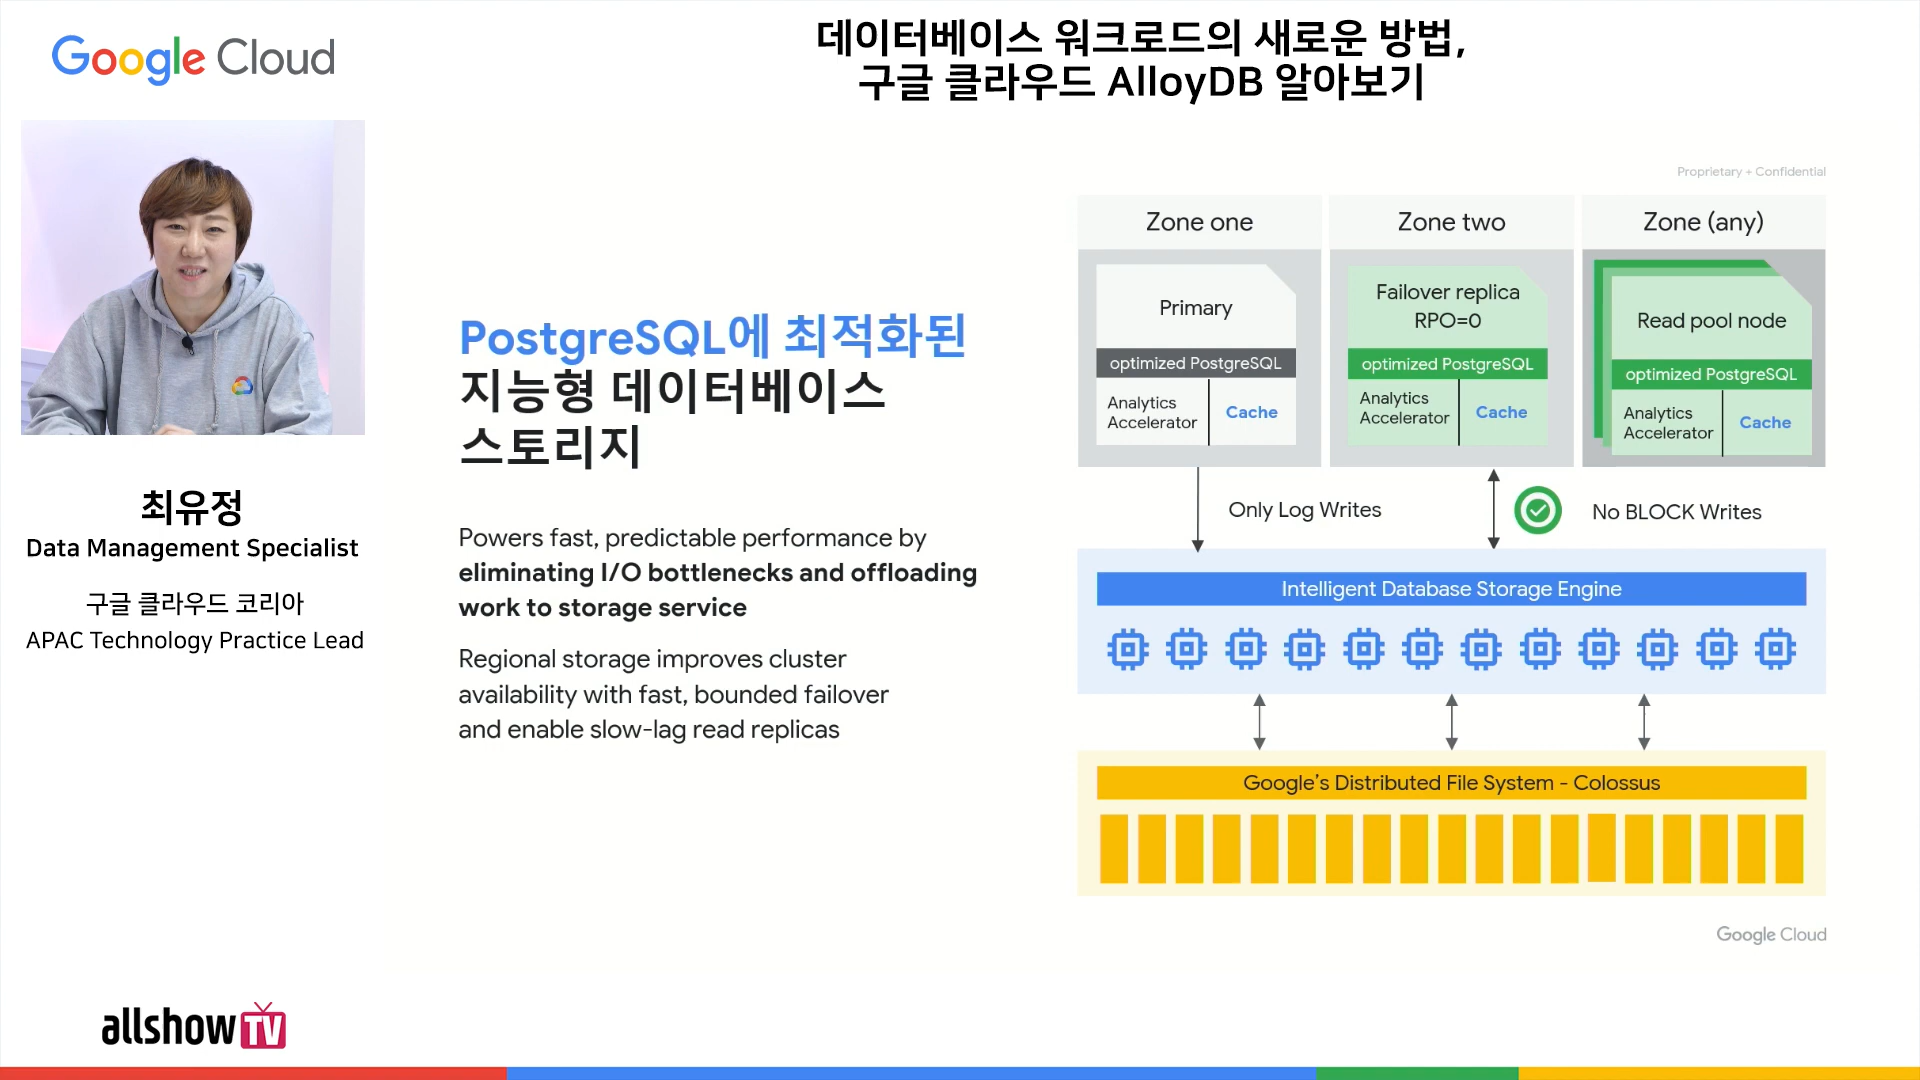 Google Cloud
데이터베이스 워크로드의 새로운 방법,
구글 클라우드 AlloyDB 알아보기
최유정
Data Management Specialist
구글 클라우드 코리아
APAC Technology Practice Lead
allshowTV
PostgreSQL에 최적화된
지능형 데이터베이스
스토리지
Powers fast, predictable performance by
eliminating I/O bottlenecks and offloading
work to storage service
Regional storage improves cluster
availability with fast, bounded failover
and enable slow-lag read replicas
Proprietary + Confidential
Zone one
Primary
optimized PostgreSQL
Analytics
Accelerator
Cache
Zone two
Failover replica
RPO=0
optimized PostgreSQL
Analytics
Accelerator
Cache
Zone (any)
Read pool node
optimized PostgreSQL
Analytics
Accelerator
Cache
Only Log Writes
No BLOCK Writes
Intelligent Database Storage Engine
Google's Distributed File System - Colossus
Google Cloud